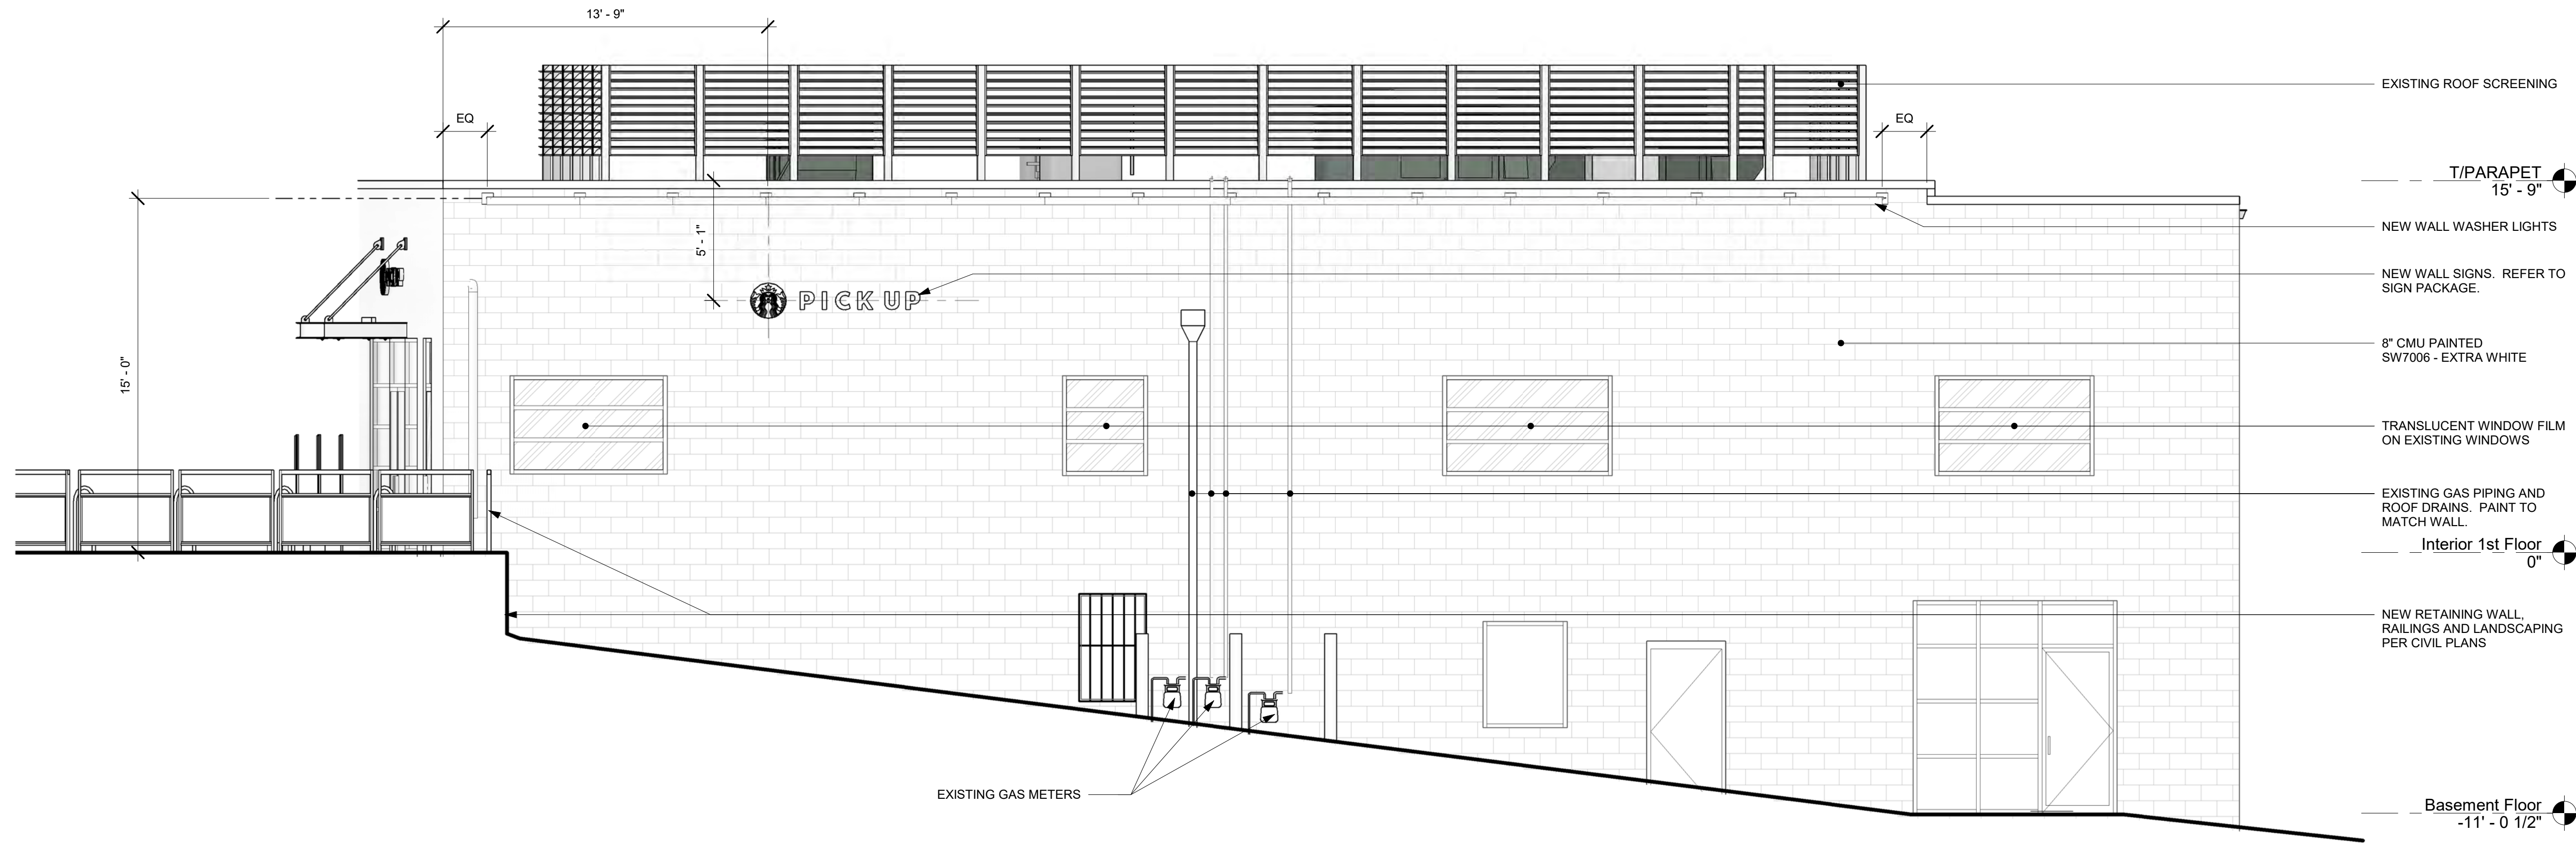 13' - 9"
EQ
EQ
EXISTING ROOF SCREENING
T/PARAPET
15' - 9"
NEW WALL WASHER LIGHTS
5' - 1"
NEW WALL SIGNS.  REFER TO
SIGN PACKAGE.
PICK UP
15' - 0"
8" CMU PAINTED
SW7006 - EXTRA WHITE
TRANSLUCENT WINDOW FILM
ON EXISTING WINDOWS
EXISTING GAS PIPING AND
ROOF DRAINS.  PAINT TO
MATCH WALL.
Interior 1st Floor
0"
NEW RETAINING WALL,
RAILINGS AND LANDSCAPING
PER CIVIL PLANS
EXISTING GAS METERS
Basement Floor
-11' - 0 1/2"